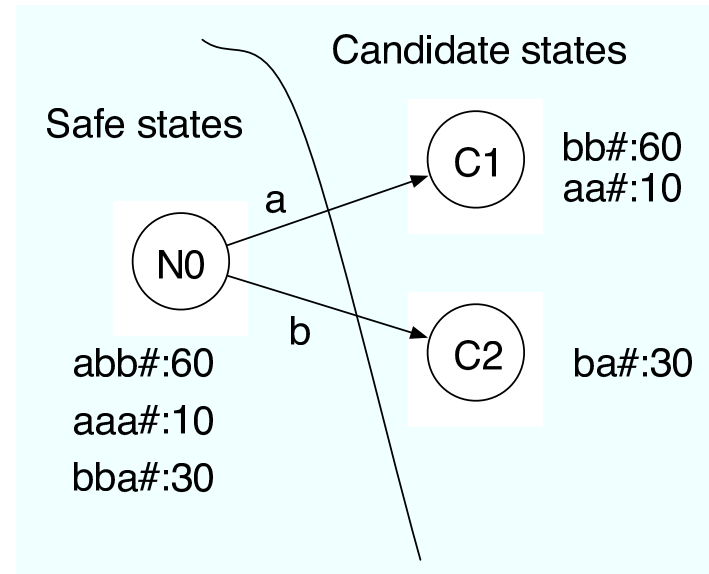 Candidate states
Safe states
C1
bb#:60
aa#:10
a
N0
b
C2
ba#:30
abb#:60
aaa#:10
bba#:30